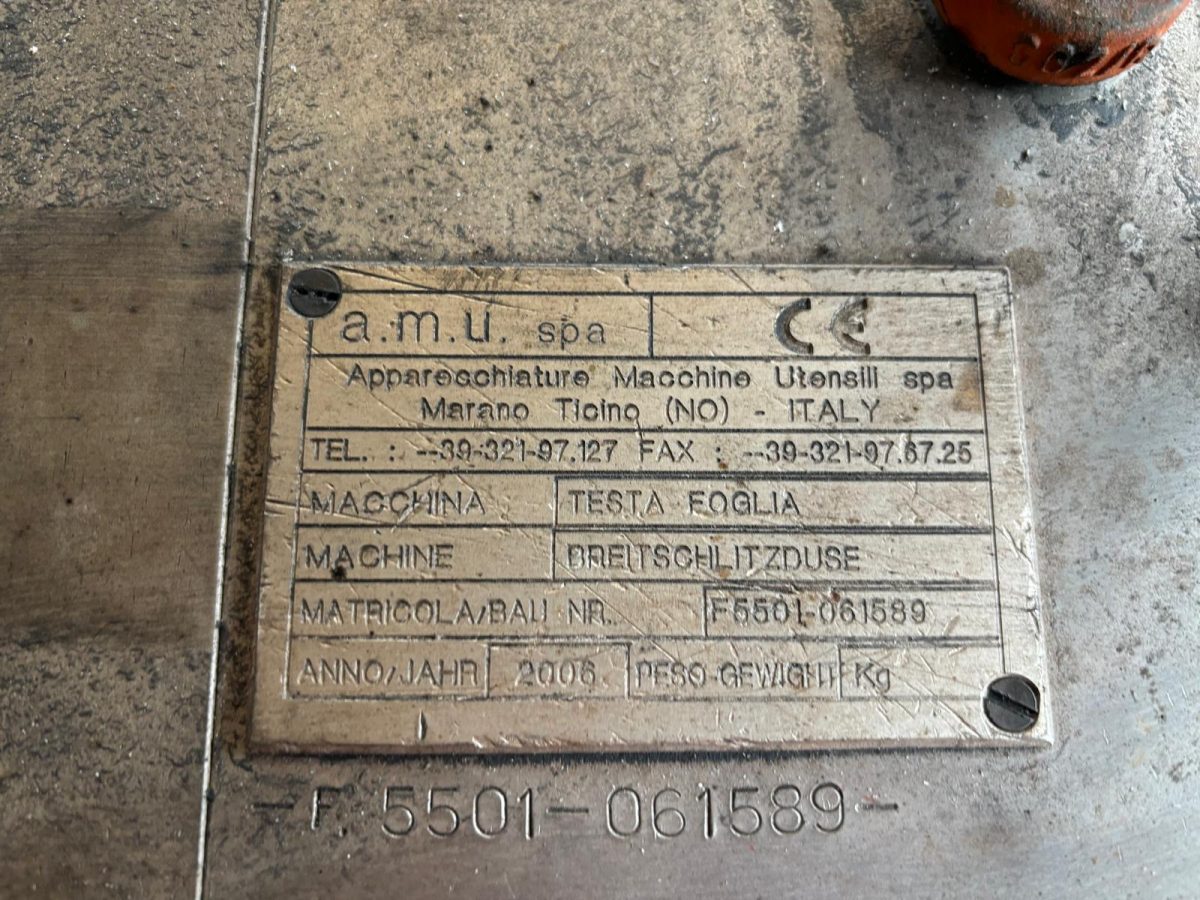 a.m.u. spa CE
Apparecchiature Macchine Utensili spa
Marano Ticino (NO) - ITALY
TEL. : --39-321-97.127 FAX : --39-321-97.67.25
MACCHINA TESTA FOGLIA
MACHINE BREITSCHLITZDUSE
MATRICOLA/BAU NR. F5501-061589
ANNO/JAHR 2006 PESO GEWIGHT Kg
-F 5501-061589-